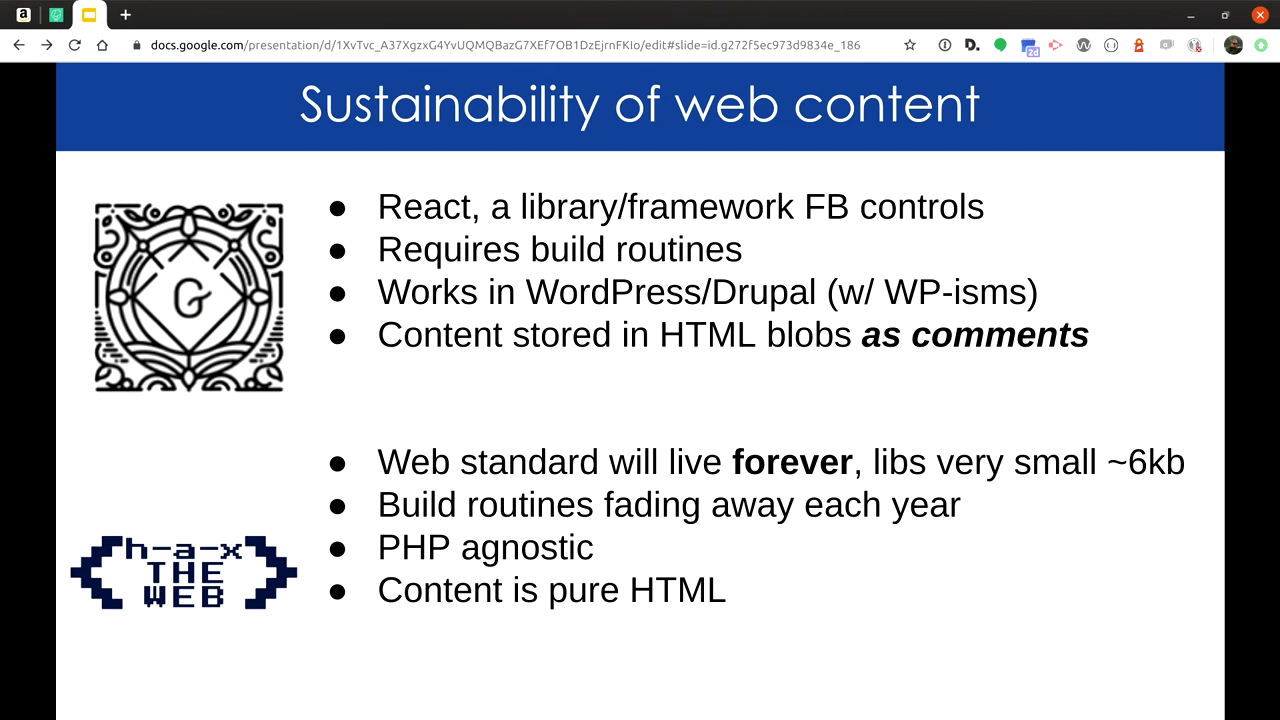 docs.google.com/presentation/d/1XvTvc_A37XgzxG4YvUQMQBazG7XEf7OB1DzEjrnFKIo/edit#slide=id.g272f5ec973d9834e_186
2d
Sustainability of web content
G
● React, a library/framework FB controls
● Requires build routines
● Works in WordPress/Drupal (w/ WP-isms)
● Content stored in HTML blobs as comments
● Web standard will live forever, libs very small ~6kb
● Build routines fading away each year
● PHP agnostic
● Content is pure HTML
<h-a-x
THE
WEB>